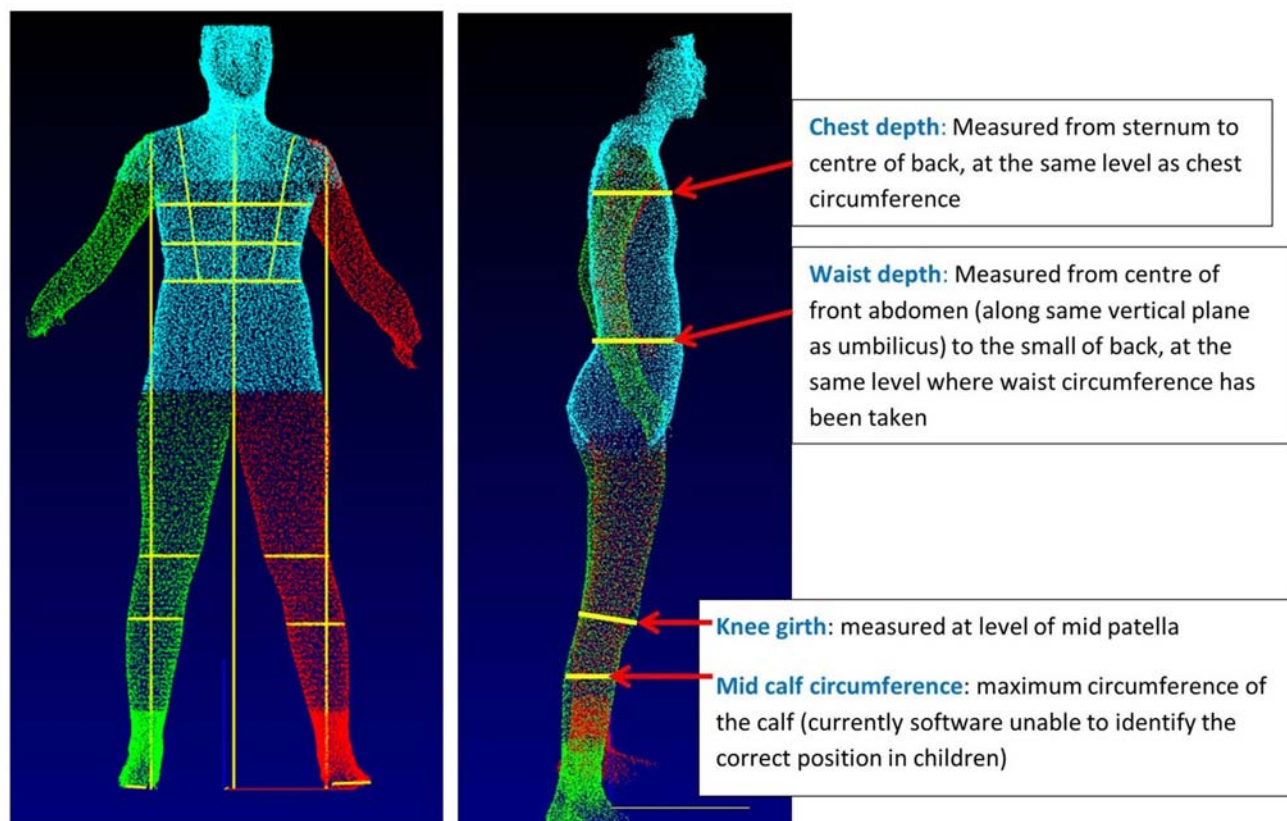 Chest depth: Measured from sternum to
centre of back, at the same level as chest
circumference
Waist depth: Measured from centre of
front abdomen (along same vertical plane
as umbilicus) to the small of back, at the
same level where waist circumference has
been taken
Knee girth: measured at level of mid patella
Mid calf circumference: maximum circumference of
the calf (currently software unable to identify the
correct position in children)